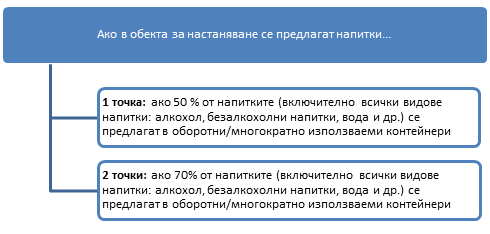 Ако в обекта за настаняване се предлагат напитки...
1 точка: ако 50 % от напитките (включително всички видове
напитки: алкохол, безалкохолни напитки, вода и др.) се
предлагат в оборотни/многократно използваеми контейнери
2 точки: ако 70% от напитките (включително всички видове
напитки: алкохол, безалкохолни напитки, вода и др.) се
предлагат в оборотни/многократно използваеми контейнери